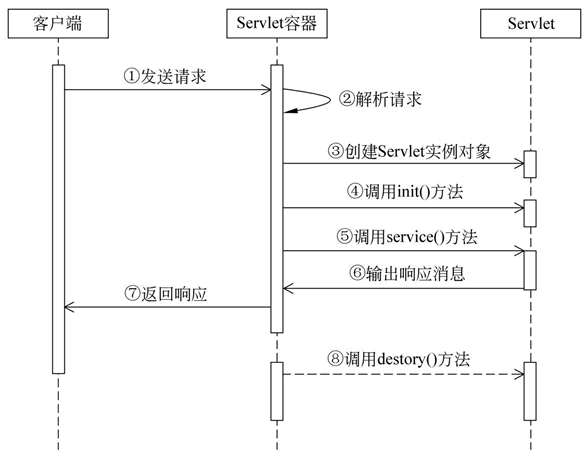 客户端
Servlet容器
Servlet
①发送请求
②解析请求
③创建Servlet实例对象
④调用init()方法
⑤调用service()方法
⑥输出响应消息
⑦返回响应
⑧调用destory()方法